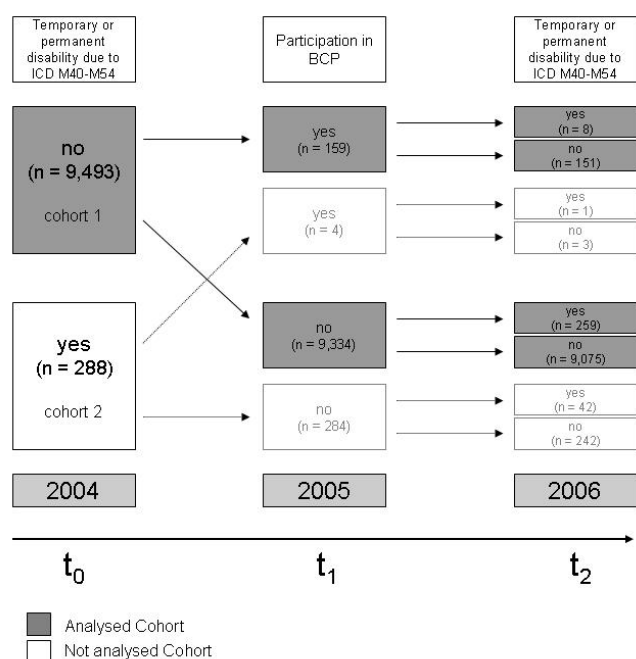 Temporary or
permanent
disability due to
ICD M40-M54
Participation in
BCP
Temporary or
permanent
disability due to
ICD M40-M54
no
(n = 9,493)
cohort 1
yes
(n = 159)
yes
(n = 8)
no
(n = 151)
yes
(n = 4)
yes
(n = 1)
no
(n = 3)
yes
(n = 288)
cohort 2
no
(n = 9,334)
yes
(n = 259)
no
(n = 9,075)
no
(n = 284)
yes
(n = 42)
no
(n = 242)
2004
2005
2006
t0
t1
t2
Analysed Cohort
Not analysed Cohort